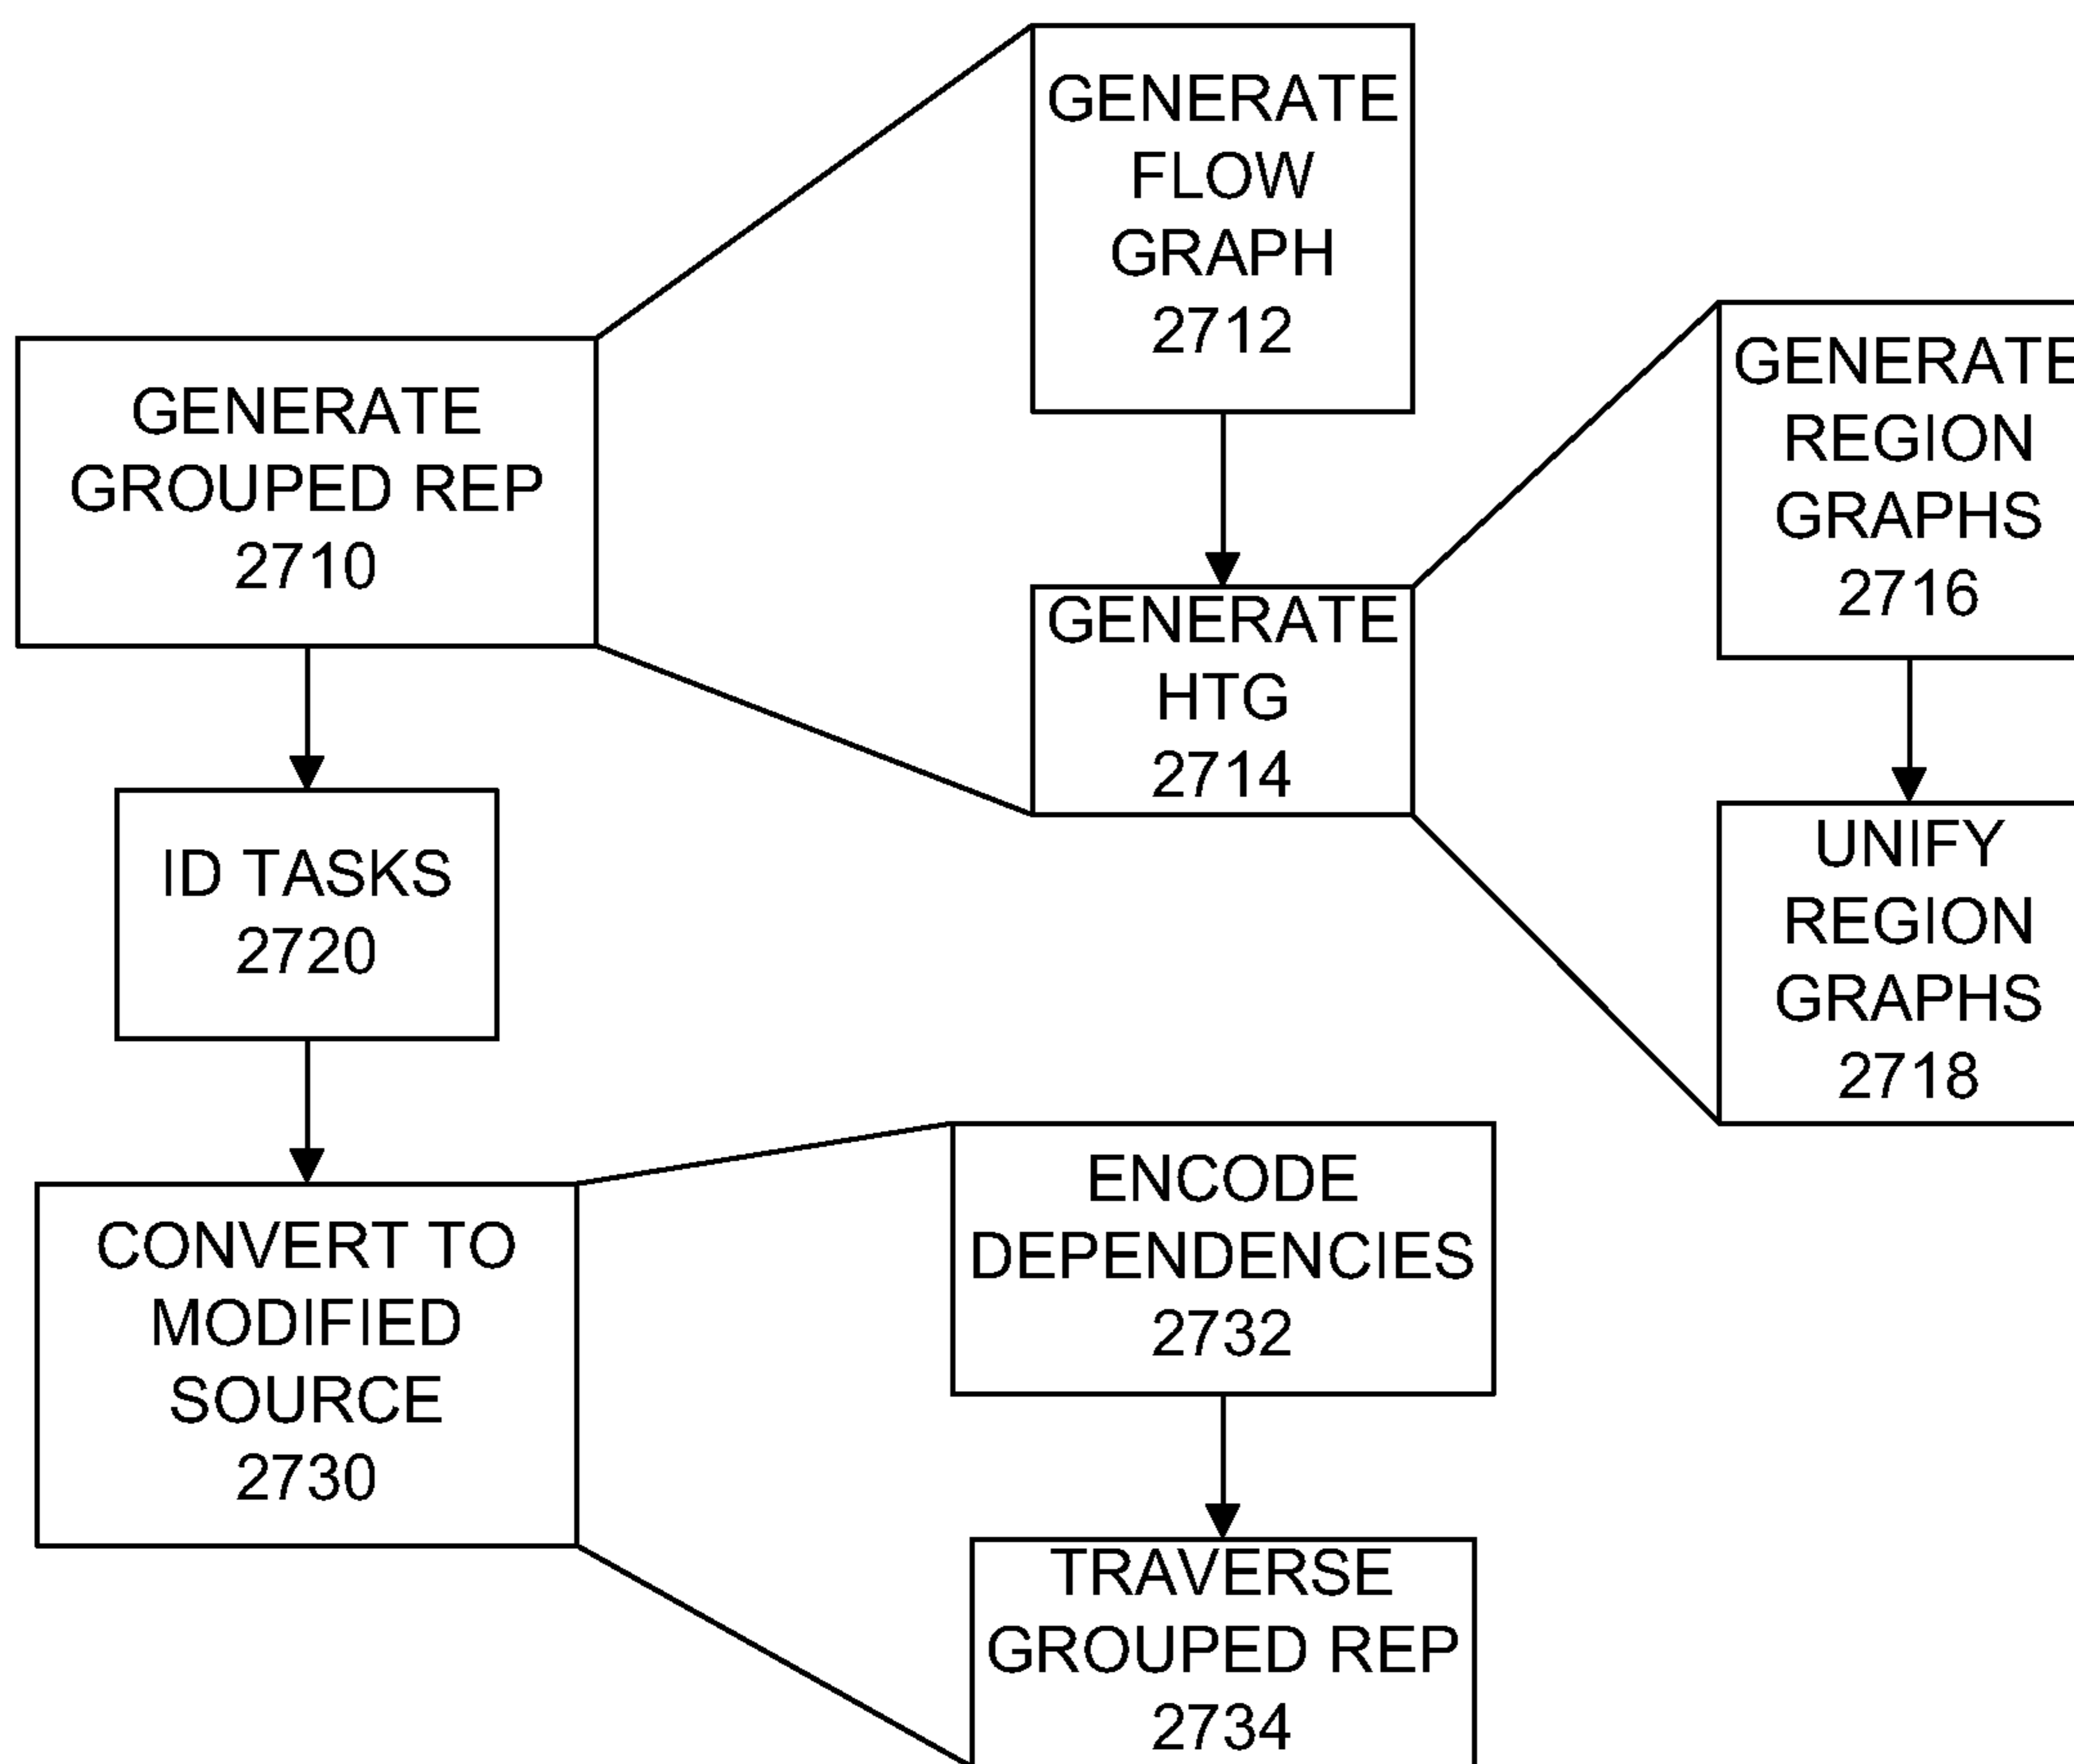 GENERATE
GROUPED REP
2710
ID TASKS
2720
CONVERT TO
MODIFIED
SOURCE
2730
GENERATE
FLOW
GRAPH
2712
GENERATE
HTG
2714
GENERATE
REGION
GRAPHS
2716
UNIFY
REGION
GRAPHS
2718
ENCODE
DEPENDENCIES
2732
TRAVERSE
GROUPED REP
2734